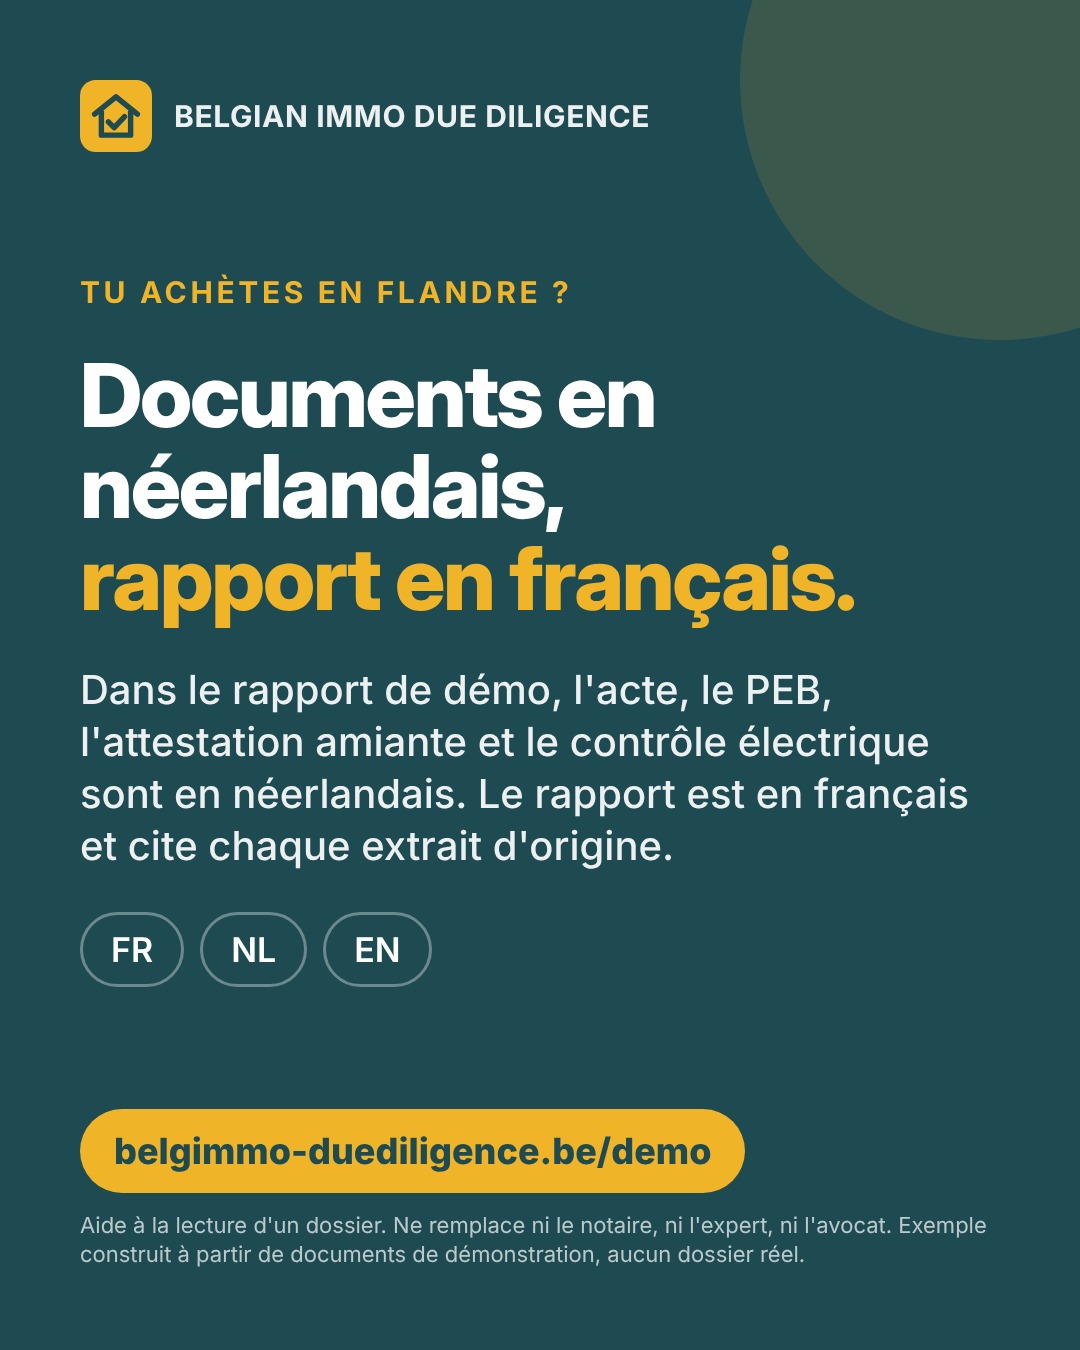 BELGIAN IMMO DUE DILIGENCE
TU ACHÈTES EN FLANDRE ?
Documents en
néerlandais,
rapport en français.
Dans le rapport de démo, l'acte, le PEB,
l'attestation amiante et le contrôle électrique
sont en néerlandais. Le rapport est en français
et cite chaque extrait d'origine.
FR NL EN
belgimmo-duediligence.be/demo
Aide à la lecture d'un dossier. Ne remplace ni le notaire, ni l'expert, ni l'avocat. Exemple
construit à partir de documents de démonstration, aucun dossier réel.